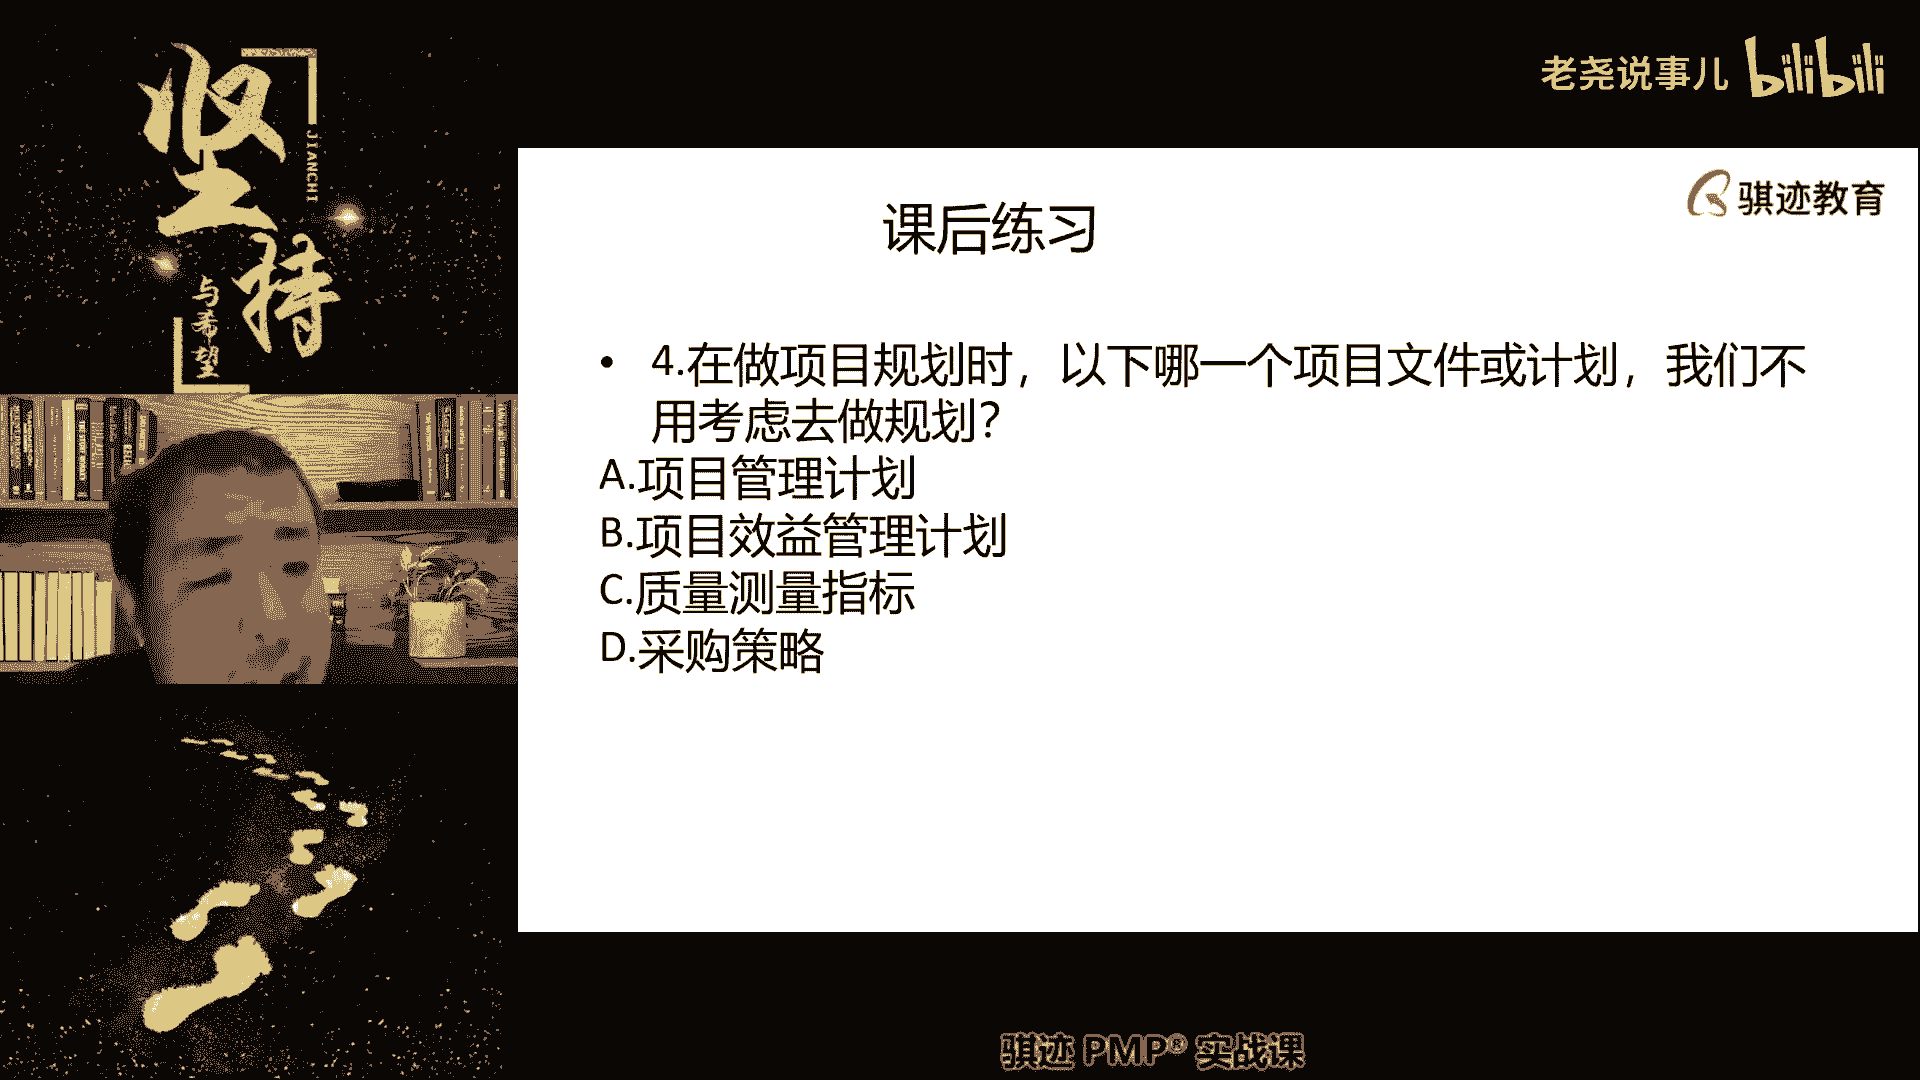 坚持
JIANCHI
与希望
老尧说事儿 bilibili
骐迹教育
课后练习
• 4.在做项目规划时，以下哪一个项目文件或计划，我们不
用考虑去做规划？
A.项目管理计划
B.项目效益管理计划
C.质量测量指标
D.采购策略
骐迹 PMP® 实战课